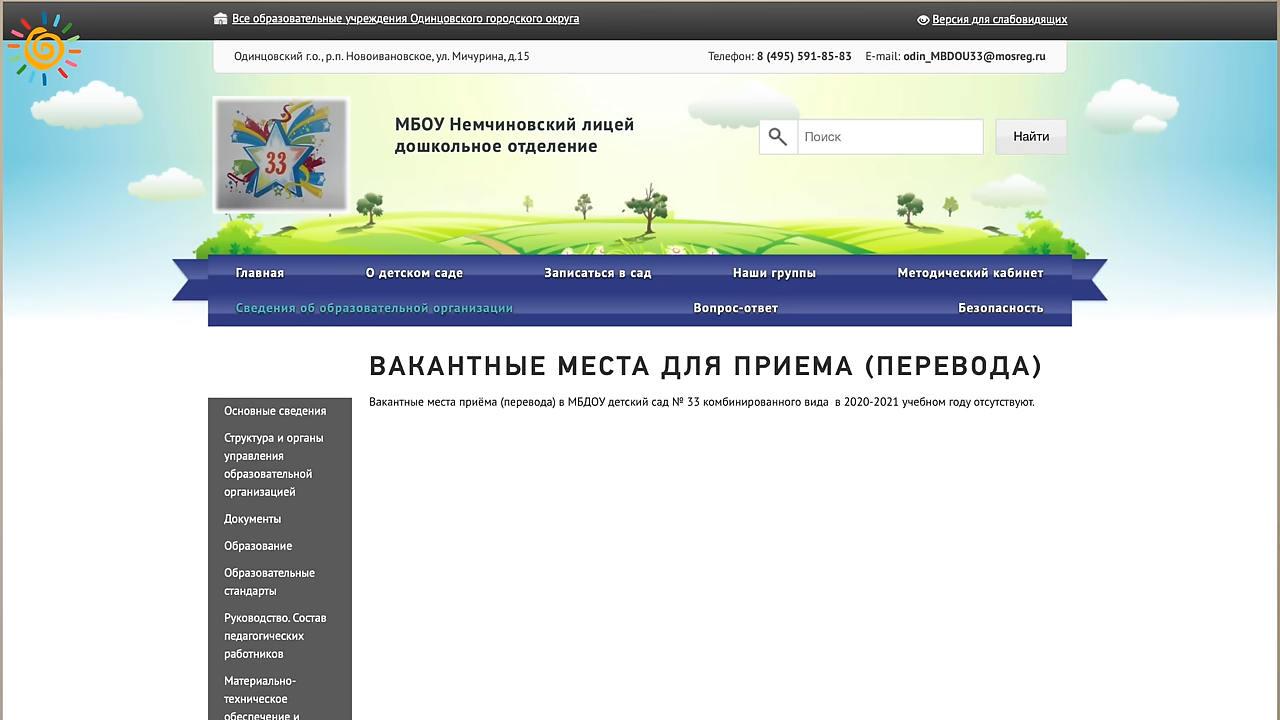 Все образовательные учреждения Одинцовского городского округа
Версия для слабовидящих
Одинцовский г.о., р.п. Новоивановское, ул. Мичурина, д.15
Телефон: 8 (495) 591-85-83 E-mail: odin_MBDOU33@mosreg.ru
33
МБОУ Немчиновский лицей
дошкольное отделение
Поиск
Найти
Главная
О детском саде
Записаться в сад
Наши группы
Методический кабинет
Сведения об образовательной организации
Вопрос-ответ
Безопасность
ВАКАНТНЫЕ МЕСТА ДЛЯ ПРИЕМА (ПЕРЕВОДА)
Вакантные места приёма (перевода) в МБДОУ детский сад № 33 комбинированного вида  в 2020-2021 учебном году отсутствуют.
Основные сведения
Структура и органы
управления
образовательной
организацией
Документы
Образование
Образовательные
стандарты
Руководство. Состав
педагогических
работников
Материально-
техническое
обеспечение и